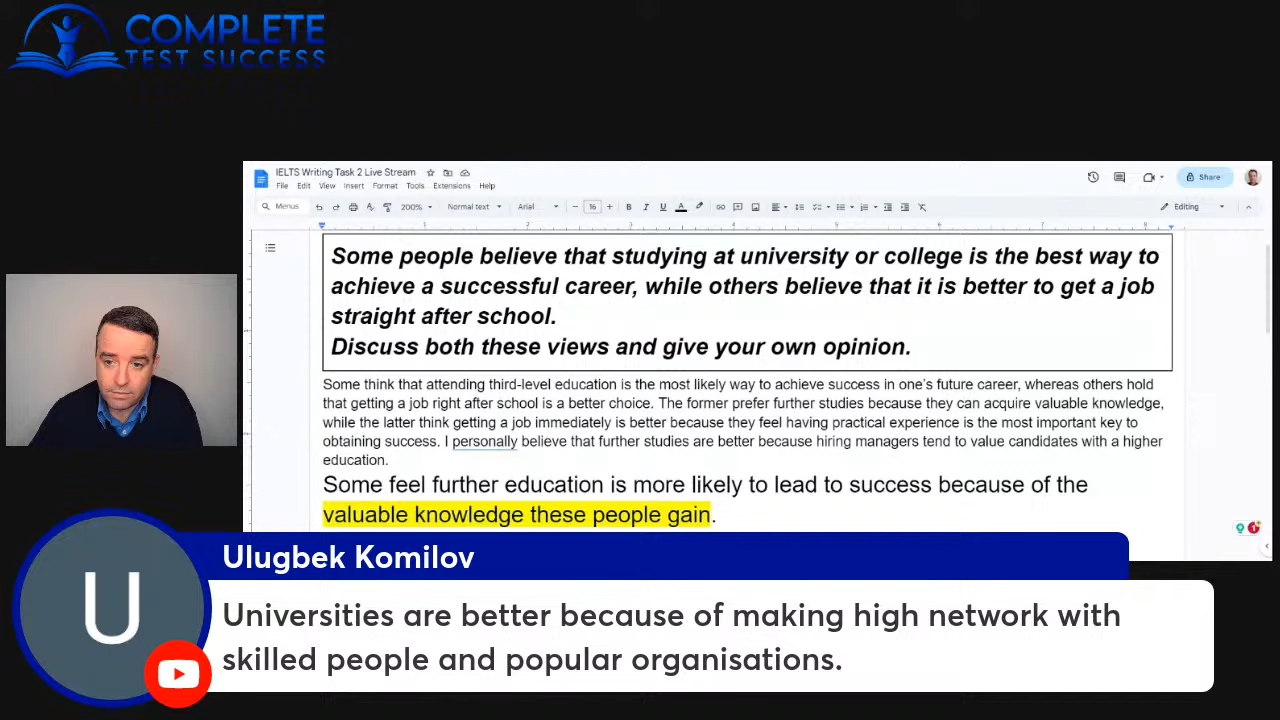 COMPLETE
TEST SUCCESS
IELTS Writing Task 2 Live Stream
File Edit View Insert Format Tools Extensions Help
Share
Menus
200%
Normal text
Arial
16
B I U A
Editing
1 2 3 4 5 6 7 8
Some people believe that studying at university or college is the best way to
achieve a successful career, while others believe that it is better to get a job
straight after school.
Discuss both these views and give your own opinion.
Some think that attending third-level education is the most likely way to achieve success in one's future career, whereas others hold
that getting a job right after school is a better choice. The former prefer further studies because they can acquire valuable knowledge,
while the latter think getting a job immediately is better because they feel having practical experience is the most important key to
obtaining success. I personally believe that further studies are better because hiring managers tend to value candidates with a higher
education.
Some feel further education is more likely to lead to success because of the
valuable knowledge these people gain.
U
Ulugbek Komilov
Universities are better because of making high network with
skilled people and popular organisations.